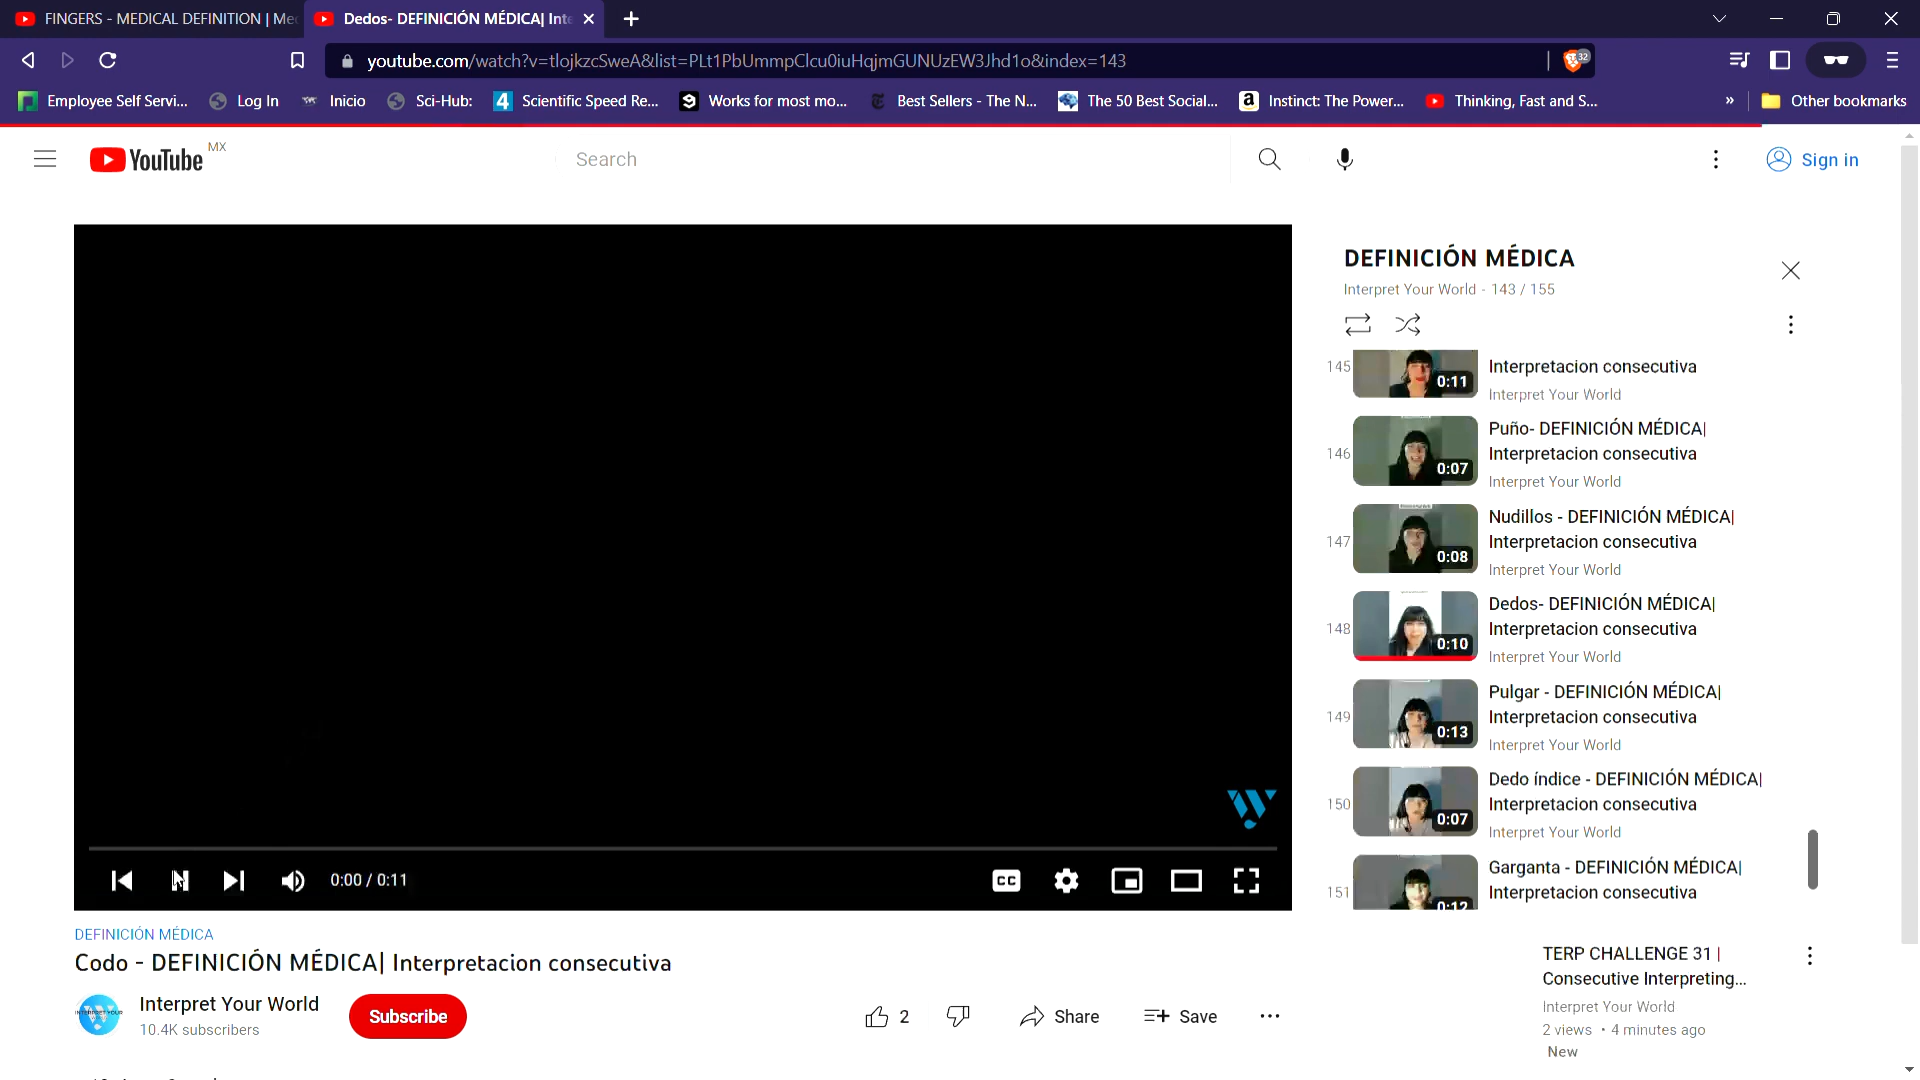 FINGERS - MEDICAL DEFINITION | Me
Dedos- DEFINICIÓN MÉDICA| Int
youtube.com/watch?v=tlojkzcSweA&list=PLt1PbUmmpClcu0iuHqjmGUNUzEW3Jhd1o&index=143
32
Employee Self Servi...
Log In
Inicio
Sci-Hub:
Scientific Speed Re...
Works for most mo...
Best Sellers - The N...
The 50 Best Social...
Instinct: The Power...
Thinking, Fast and S...
»
Other bookmarks
YouTube MX
Search
Sign in
DEFINICIÓN MÉDICA
Interpret Your World - 143 / 155
145
0:11
Interpretacion consecutiva
Interpret Your World
146
0:07
Puño- DEFINICIÓN MÉDICA|
Interpretacion consecutiva
Interpret Your World
147
0:08
Nudillos - DEFINICIÓN MÉDICA|
Interpretacion consecutiva
Interpret Your World
148
0:10
Dedos- DEFINICIÓN MÉDICA|
Interpretacion consecutiva
Interpret Your World
149
0:13
Pulgar - DEFINICIÓN MÉDICA|
Interpretacion consecutiva
Interpret Your World
150
0:07
Dedo índice - DEFINICIÓN MÉDICA|
Interpretacion consecutiva
Interpret Your World
151
0:12
Garganta - DEFINICIÓN MÉDICA|
Interpretacion consecutiva
0:00 / 0:11
CC
DEFINICIÓN MÉDICA
Codo - DEFINICIÓN MÉDICA| Interpretacion consecutiva
Interpret Your World
10.4K subscribers
Subscribe
2
Share
Save
TERP CHALLENGE 31 |
Consecutive Interpreting...
Interpret Your World
2 views • 4 minutes ago
New